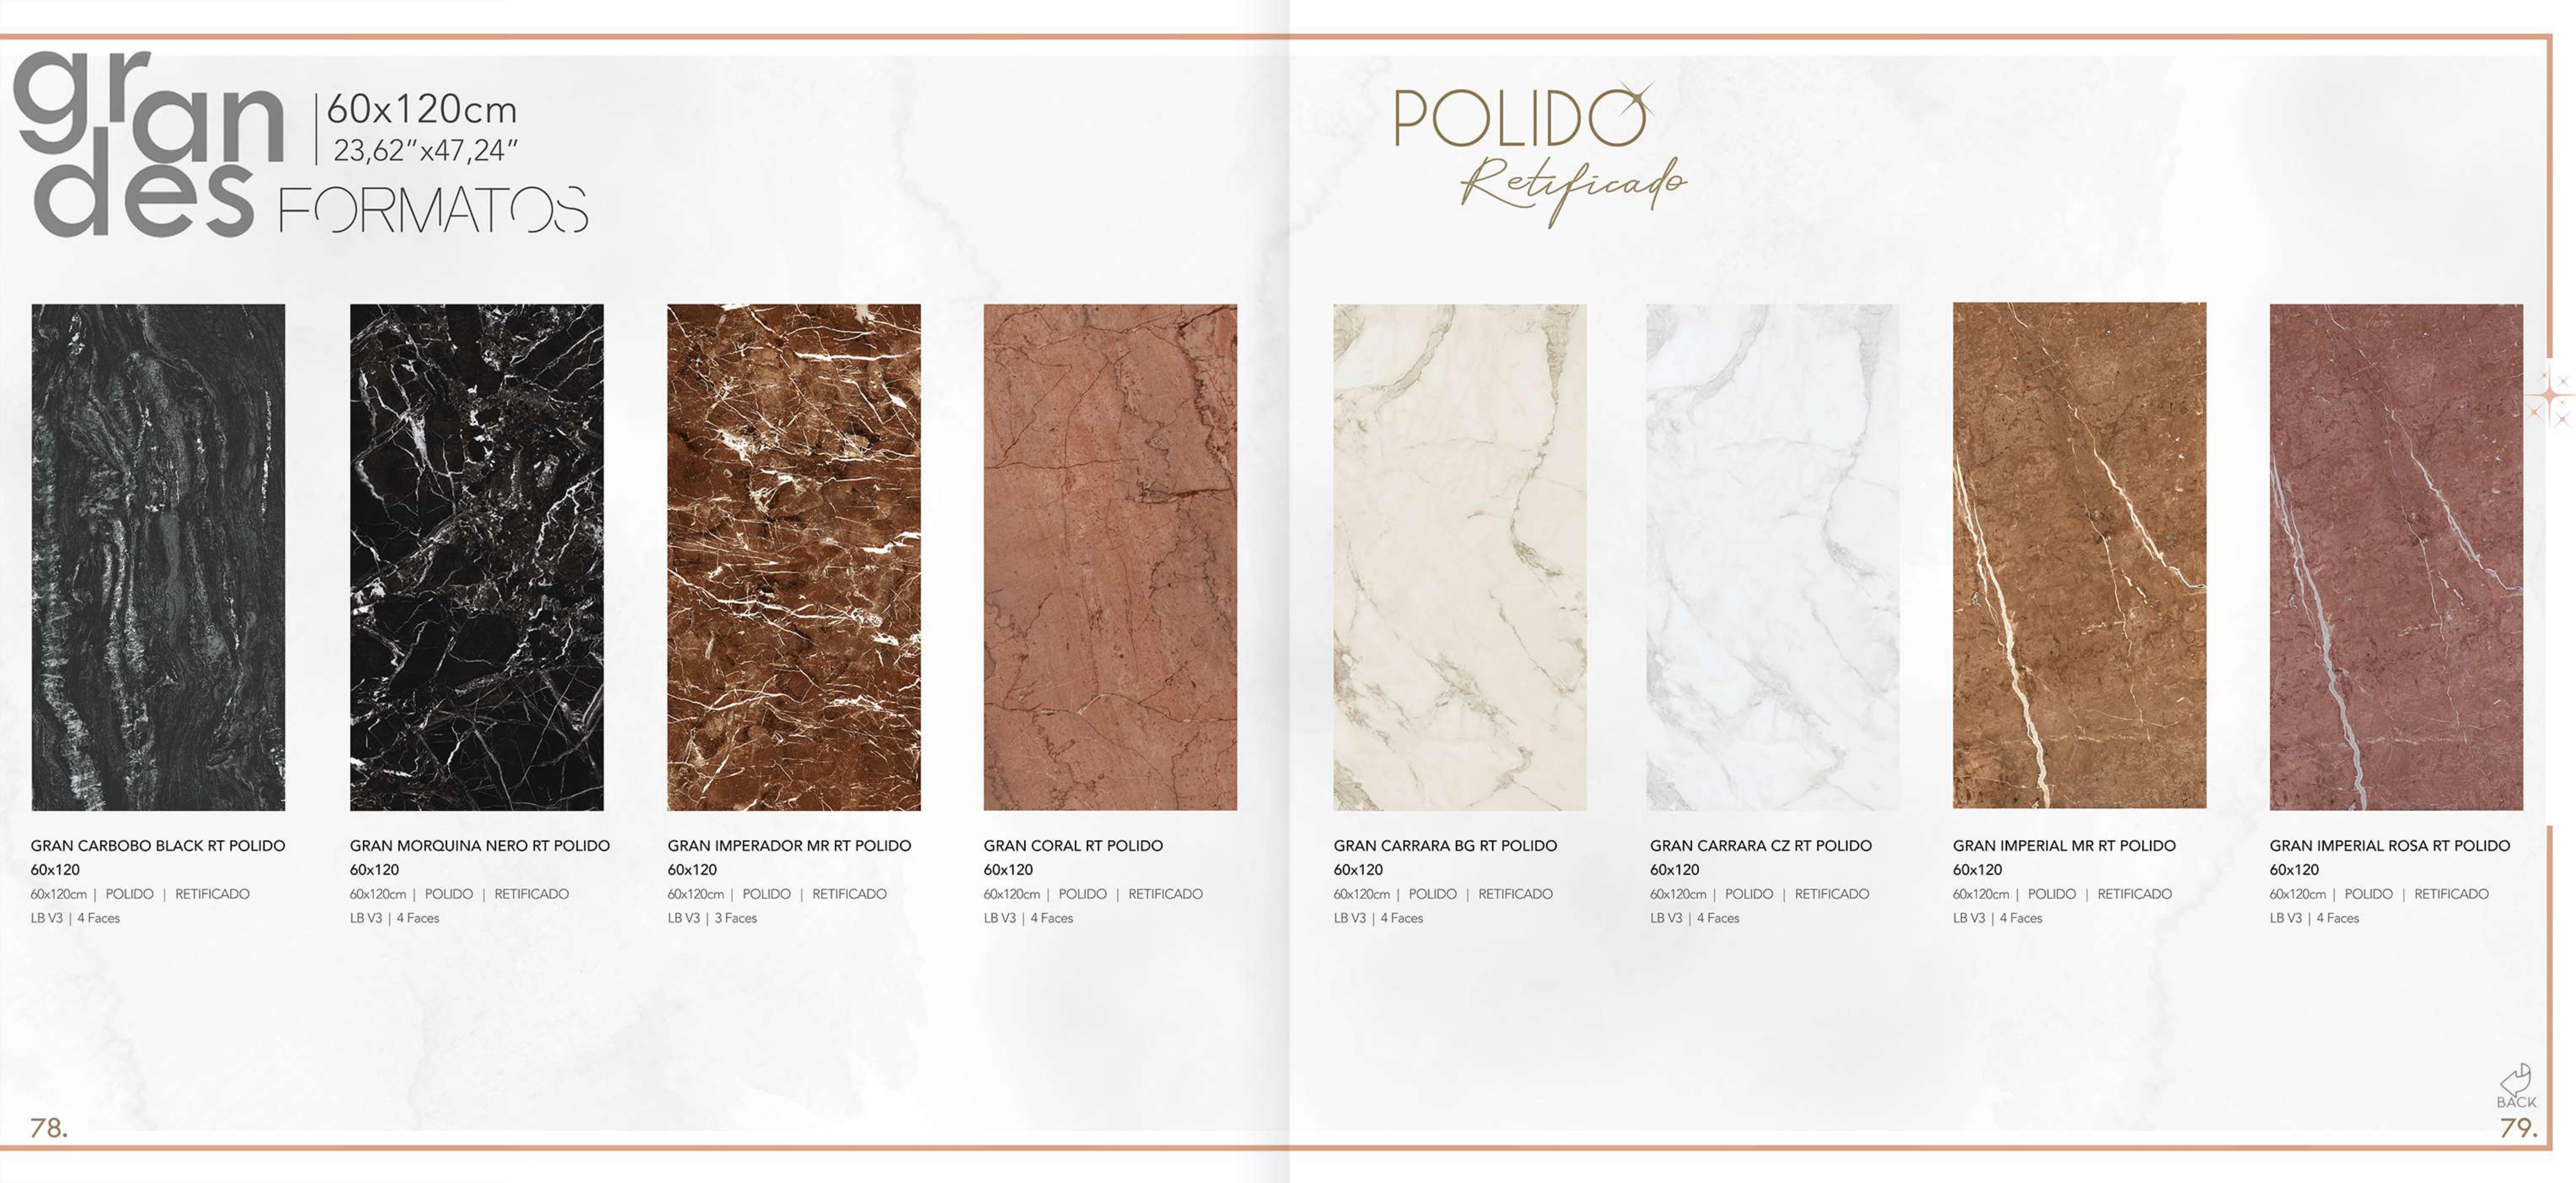 grandes
60x120cm
23,62”x47,24”
FORMATOS
POLIDO
Retificado
GRAN CARBOBO BLACK RT POLIDO
60x120
60x120cm | POLIDO | RETIFICADO
LB V3 | 4 Faces
GRAN MORQUINA NERO RT POLIDO
60x120
60x120cm | POLIDO | RETIFICADO
LB V3 | 4 Faces
GRAN IMPERADOR MR RT POLIDO
60x120
60x120cm | POLIDO | RETIFICADO
LB V3 | 3 Faces
GRAN CORAL RT POLIDO
60x120
60x120cm | POLIDO | RETIFICADO
LB V3 | 4 Faces
GRAN CARRARA BG RT POLIDO
60x120
60x120cm | POLIDO | RETIFICADO
LB V3 | 4 Faces
GRAN CARRARA CZ RT POLIDO
60x120
60x120cm | POLIDO | RETIFICADO
LB V3 | 4 Faces
GRAN IMPERIAL MR RT POLIDO
60x120
60x120cm | POLIDO | RETIFICADO
LB V3 | 4 Faces
GRAN IMPERIAL ROSA RT POLIDO
60x120
60x120cm | POLIDO | RETIFICADO
LB V3 | 4 Faces
78.
BACK
79.